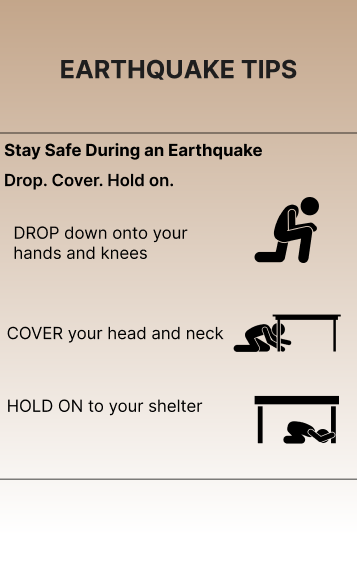 EARTHQUAKE TIPS
Stay Safe During an Earthquake
Drop. Cover. Hold on.
DROP down onto your
hands and knees
COVER your head and neck
HOLD ON to your shelter